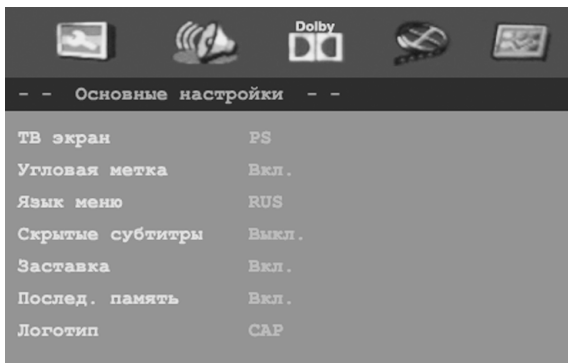 Dolby
- - Основные настройки - -
ТВ экран PS
Угловая метка Вкл.
Язык меню RUS
Скрытые субтитры Выкл.
Заставка Вкл.
Послед. память Вкл.
Логотип CAP